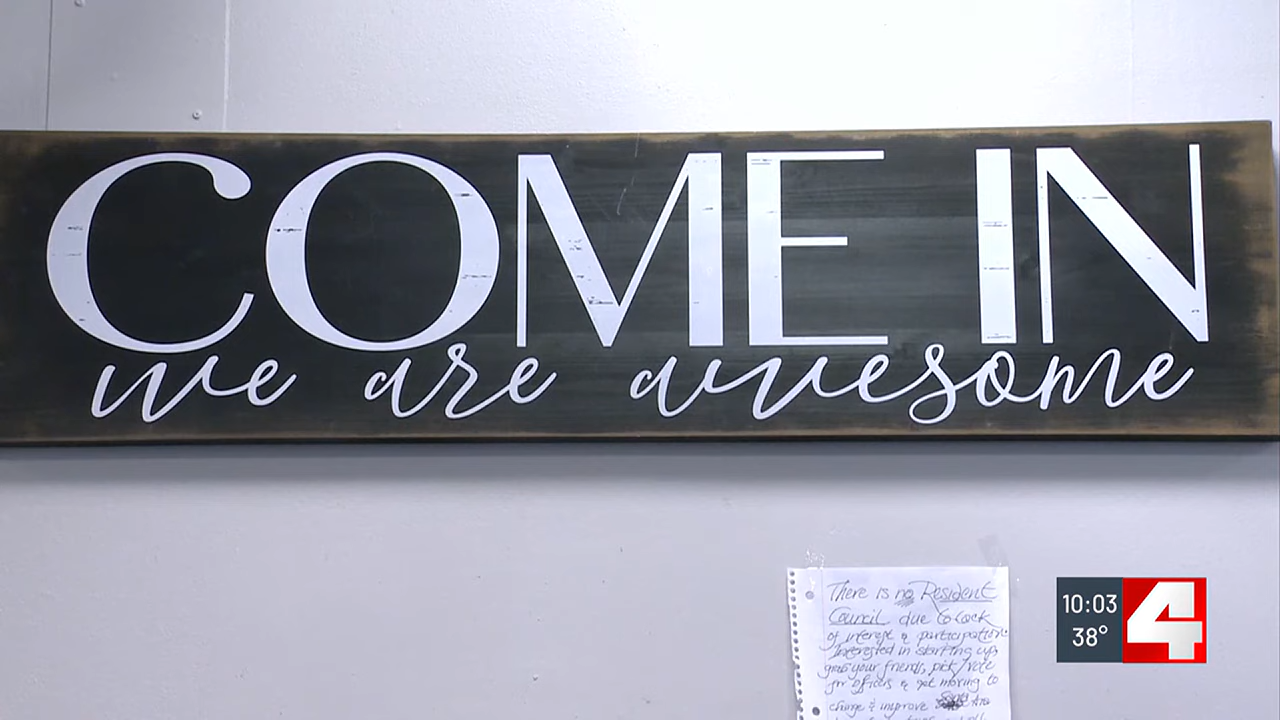 COME IN
we are awesome
There is no Resident
Council due to lack
of interest & participation.
Interested in starting up,
your friends, pick/vote
for officers & get moving to
change & improve
10:03
38°
4